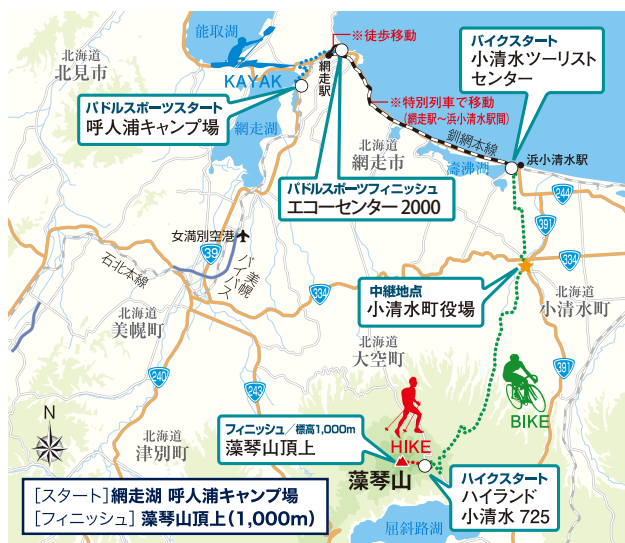 能取湖
※徒歩移動
北海道
北見市
KAYAK
網走駅
バイクスタート
小清水ツーリスト
センター
パドルスポーツスタート
呼人浦キャンプ場
※特別列車で移動
(網走駅〜浜小清水駅間)
網走湖
北海道
網走市
釧網本線
浜小清水駅
濤沸湖
パドルスポーツフィニッシュ
エコーセンター2000
244
391
女満別空港
39
美幌
バイパス
石北本線
334
334
中継地点
小清水町役場
北海道
小清水町
北海道
美幌町
北海道
大空町
240
243
391
BIKE
フィニッシュ/標高1,000m
藻琴山頂上
HIKE
藻琴山
N
北海道
津別町
ハイクスタート
ハイランド
小清水 725
屈斜路湖
[スタート]網走湖 呼人浦キャンプ場
[フィニッシュ] 藻琴山頂上(1,000m)